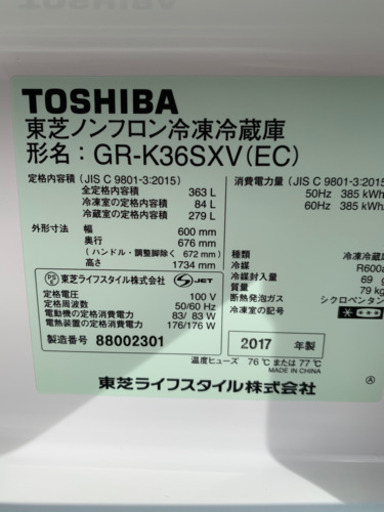 TOSHIBA
東芝ノンフロン冷凍冷蔵庫
形名：GR-K36SXV(EC)
定格内容積 (JIS C 9801-3:2015)
全定格内容積 363 L
冷凍室の定格内容積 84 L
冷蔵室の定格内容積 279 L
外形寸法 幅 600 mm
奥行 676 mm
(ハンドル・調整脚除く 672 mm)
高さ 1734 mm
消費電力量 (JIS C 9801-3:2015
50Hz 385 kWh
60Hz 385 kWh
種類 冷凍冷蔵
冷媒 R600a
冷媒封入量 69 g
質量 79 kg
断熱発泡ガス シクロペンタン
冷凍室の記号
PS E 東芝ライフスタイル株式会社 S JET
定格電圧 100 V
定格周波数 50/60 Hz
電動機の定格消費電力 83/ 83 W
電熱装置の定格消費電力 176/176 W
製造番号 88002301
2017 年製
温度ヒューズ 76℃ または 77℃
MADE IN CHINA
東芝ライフスタイル株式会社
Ⓐ